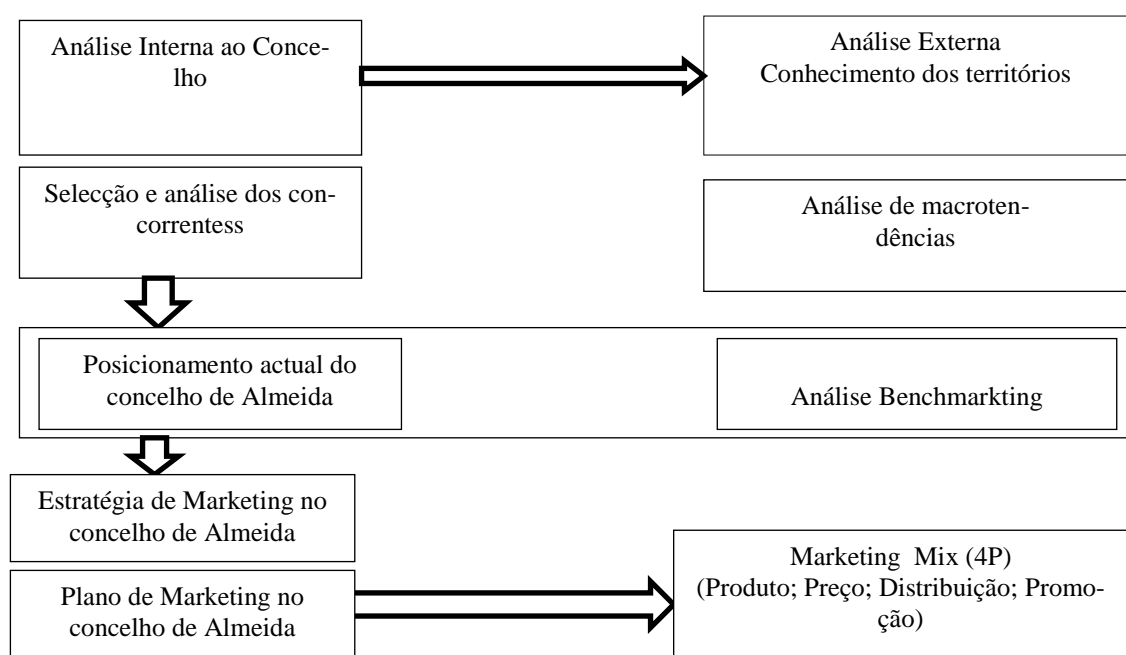 Análise Interna ao Conce-
lho
Análise Externa
Conhecimento dos territórios
Selecção e análise dos con-
correntess
Análise de macroten-
dências
Posicionamento actual do
concelho de Almeida
Análise Benchmarkting
Estratégia de Marketing no
concelho de Almeida
Plano de Marketing no
concelho de Almeida
Marketing Mix (4P)
(Produto; Preço; Distribuição; Promo-
ção)